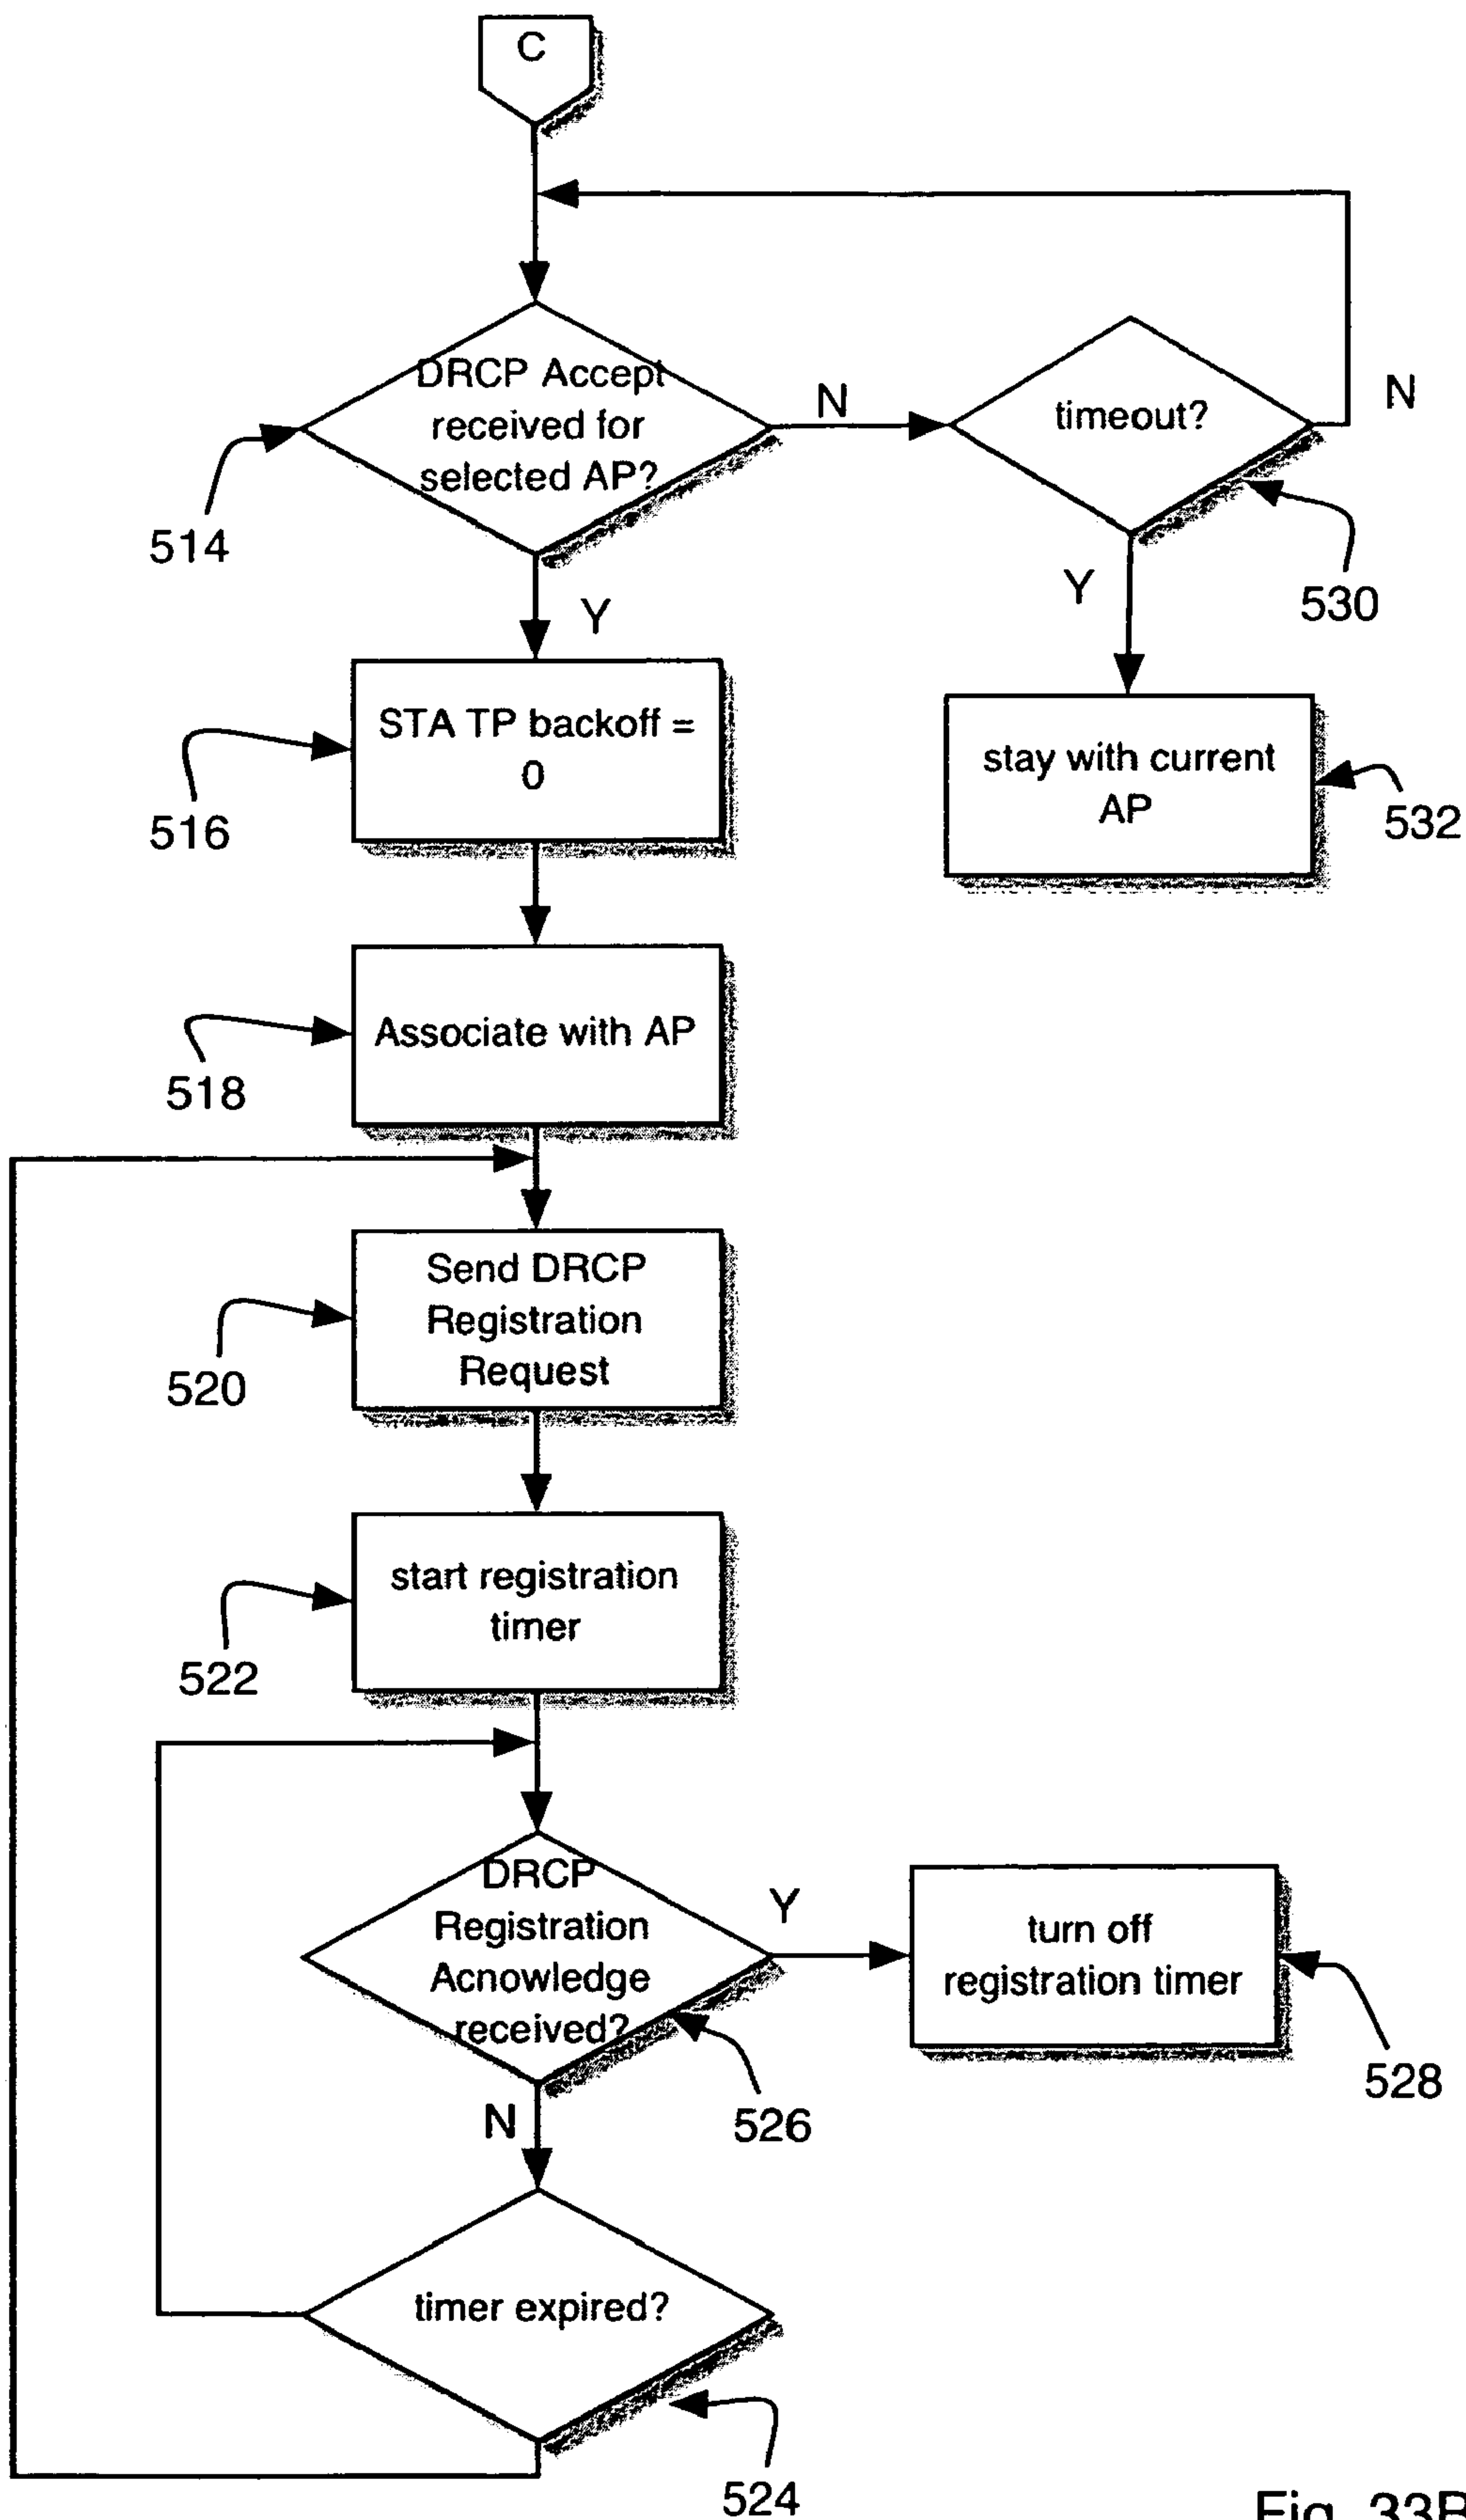 C
DRCP Accept
received for
selected AP?
N
timeout?
N
514
530
Y
Y
STA TP backoff =
0
516
stay with current
AP
532
Associate with AP
518
Send DRCP
Registration
Request
520
start registration
timer
522
DRCP
Registration
Acnowledge
received?
Y
turn off
registration timer
528
526
N
timer expired?
524
Fig. 33B